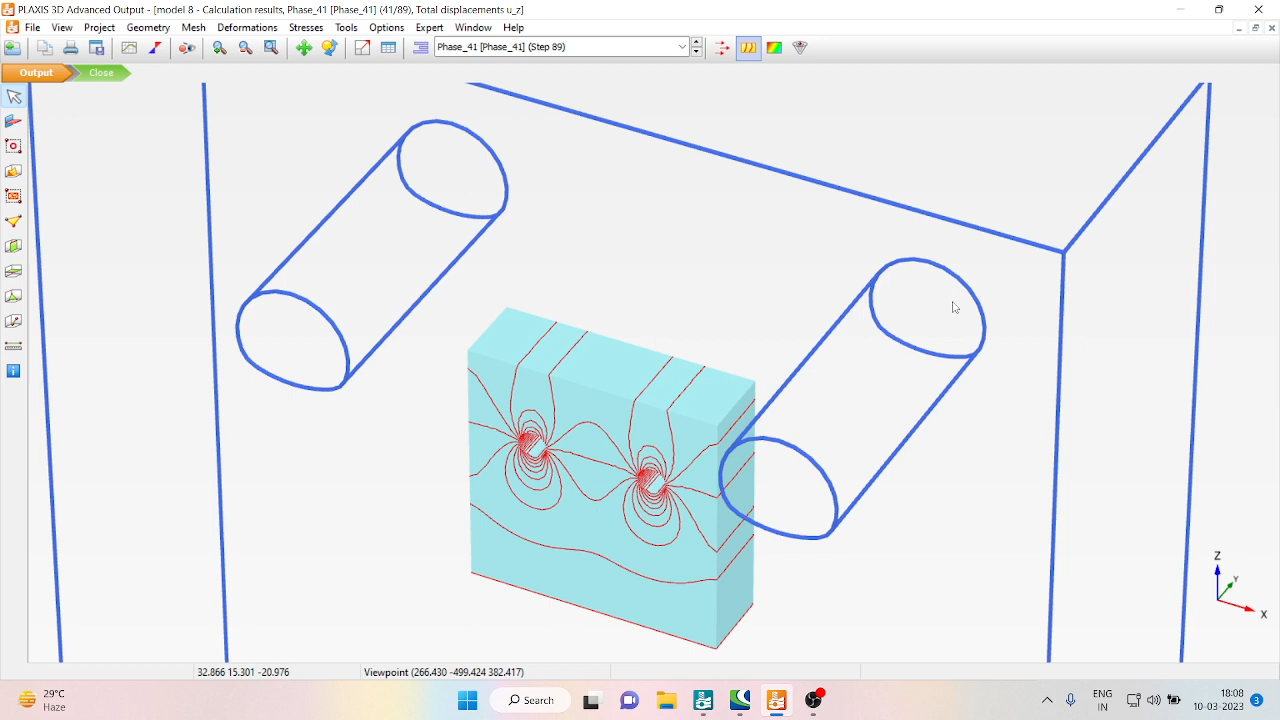 PLAXIS 3D Advanced Output - [model 8 - Calculation results, Phase_41 [Phase_41] (41/89), Total displacements u_z]
File View Project Geometry Mesh Deformations Stresses Tools Options Expert Window Help
Phase_41 [Phase_41] (Step 89)
Output Close
Z
Y
X
32.866 15.301 -20.976 Viewpoint (266.430 -499.424 382.417)
29°C
Haze
Search
ENG
IN
18:08
10-03-2023
3